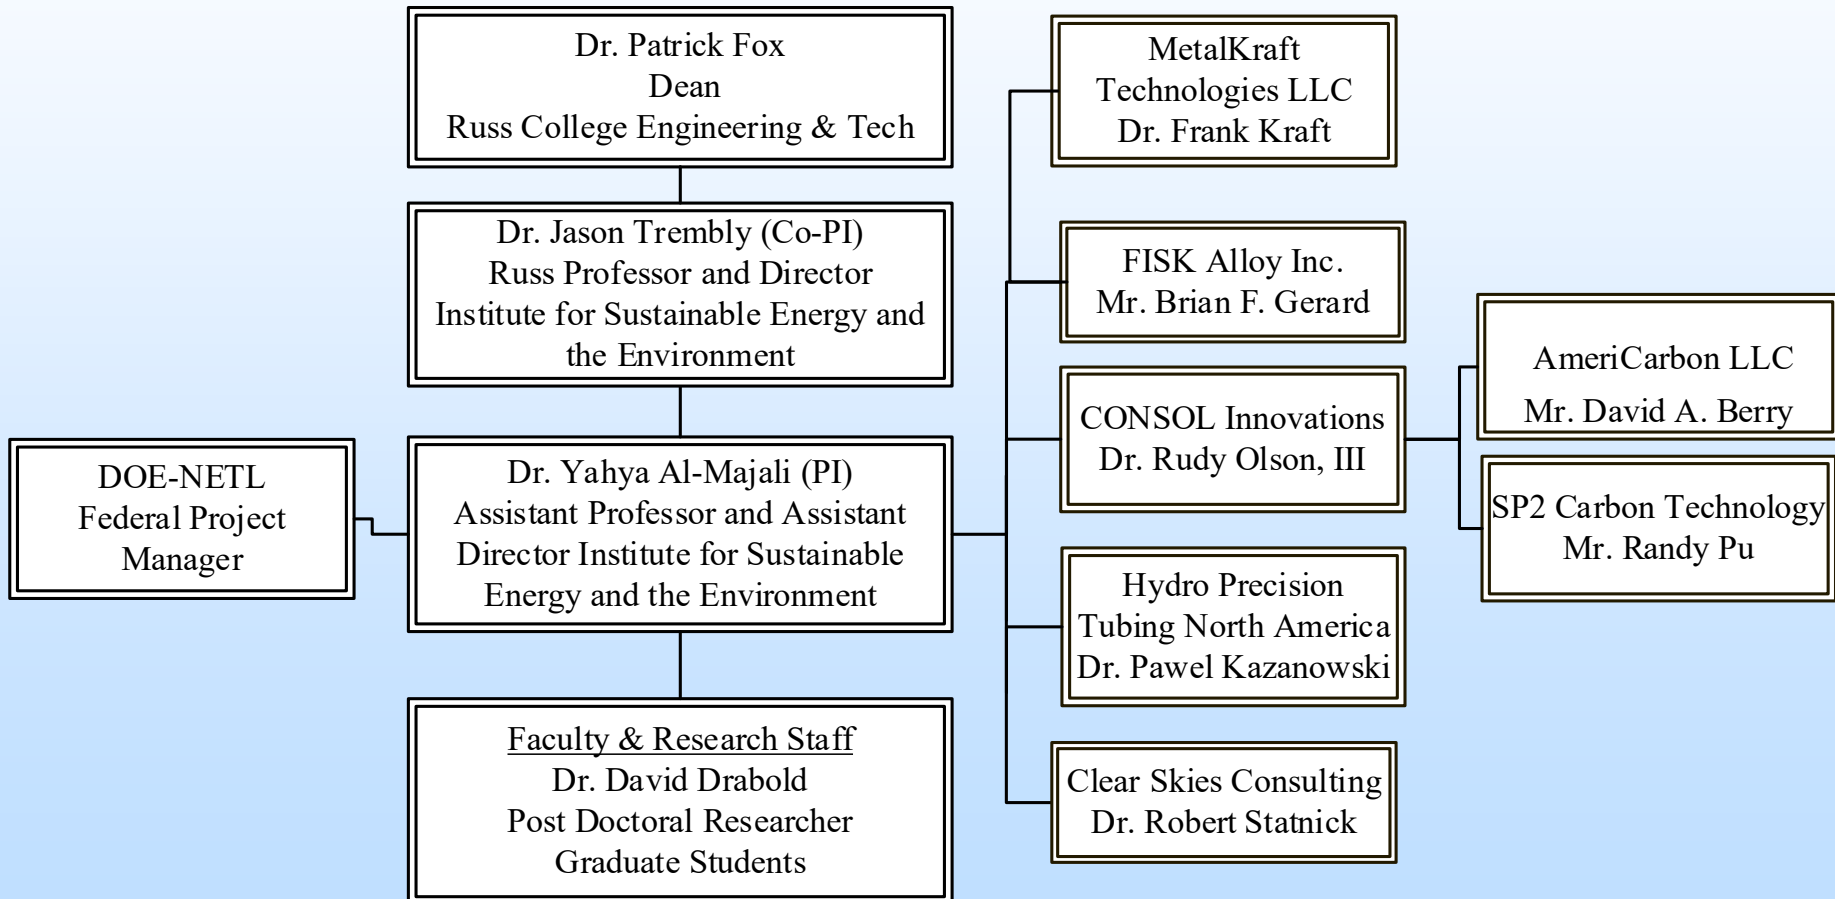 Dr. Patrick Fox
Dean
Russ College Engineering & Tech
Dr. Jason Trembly (Co-PI)
Russ Professor and Director
Institute for Sustainable Energy and
the Environment
DOE-NETL
Federal Project
Manager
Dr. Yahya Al-Majali (PI)
Assistant Professor and Assistant
Director Institute for Sustainable
Energy and the Environment
Faculty & Research Staff
Dr. David Drabold
Post Doctoral Researcher
Graduate Students
MetalKraft
Technologies LLC
Dr. Frank Kraft
FISK Alloy Inc.
Mr. Brian F. Gerard
CONSOL Innovations
Dr. Rudy Olson, III
Hydro Precision
Tubing North America
Dr. Pawel Kazanowski
Clear Skies Consulting
Dr. Robert Statnick
AmeriCarbon LLC
Mr. David A. Berry
SP2 Carbon Technology
Mr. Randy Pu